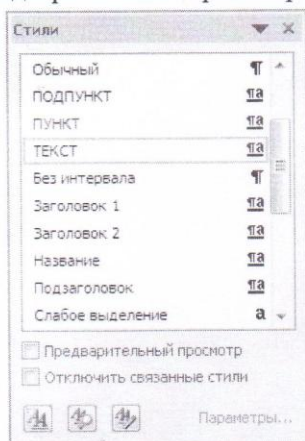 Стили
Обычный ¶
ПОДПУНКТ ¶a
ПУНКТ ¶a
ТЕКСТ ¶a
Без интервала ¶
Заголовок 1 ¶a
Заголовок 2 ¶a
Название ¶a
Подзаголовок ¶a
Слабое выделение a
Предварительный просмотр
Отключить связанные стили
Параметры...